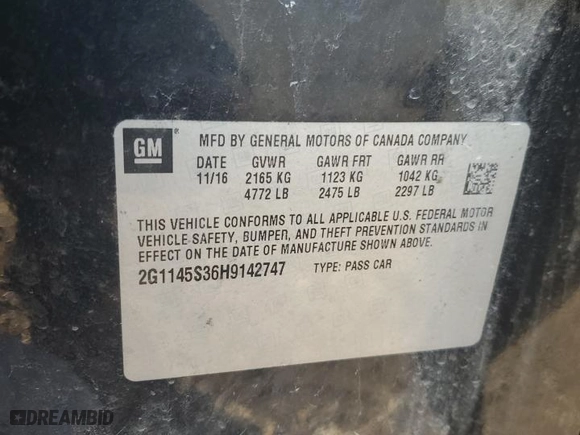 GM
MFD BY GENERAL MOTORS OF CANADA COMPANY
DATE GVWR GAWR FRT GAWR RR
11/16 2165 KG 1123 KG 1042 KG
4772 LB 2475 LB 2297 LB
THIS VEHICLE CONFORMS TO ALL APPLICABLE U.S. FEDERAL MOTOR
VEHICLE SAFETY, BUMPER, AND THEFT PREVENTION STANDARDS IN
EFFECT ON THE DATE OF MANUFACTURE SHOWN ABOVE.
2G1145S36H9142747 TYPE: PASS CAR
DREAMBID